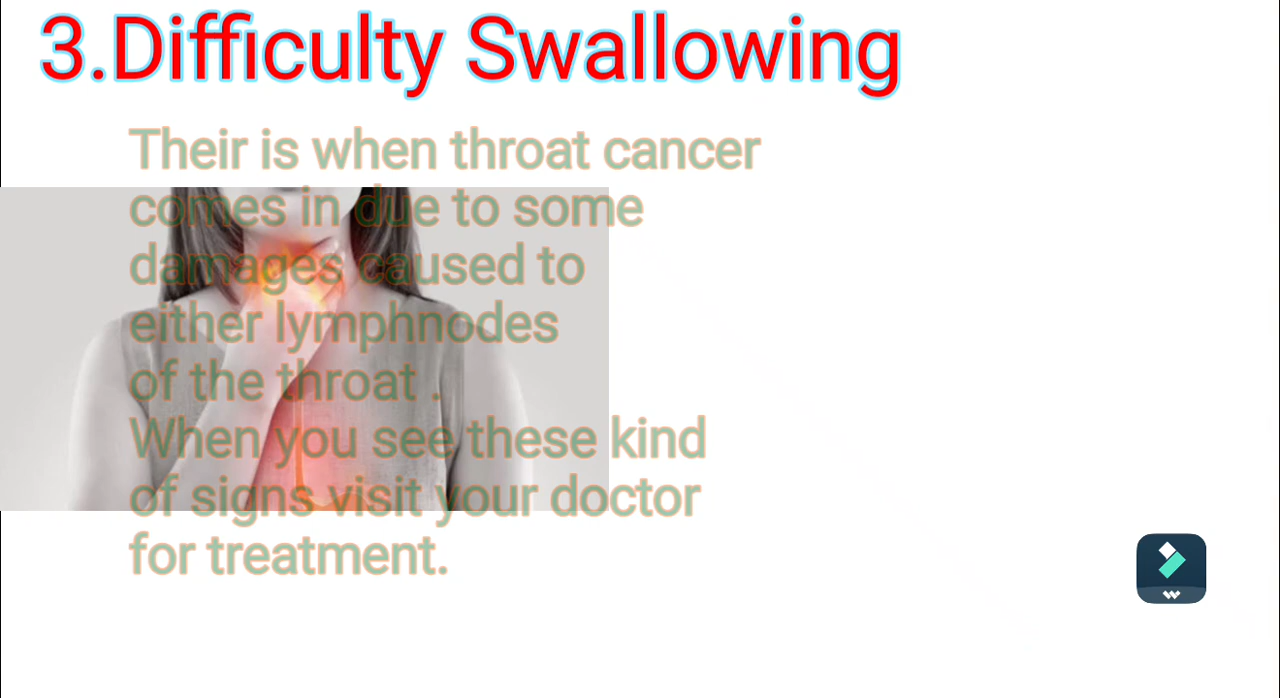 3.Difficulty Swallowing
Their is when throat cancer
comes in due to some
damages caused to
either lymphnodes
of the throat .
When you see these kind
of signs visit your doctor
for treatment.